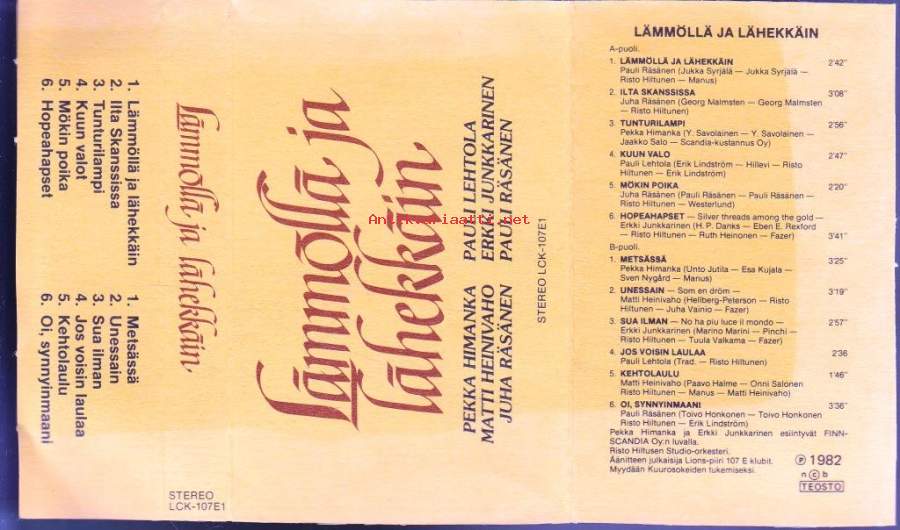 1. Lämmöllä ja lähekkäin
2. Ilta Skanssissa
3. Tunturilampi
4. Kuun valot
5. Mökin poika
6. Hopeahapset
1. Metsässä
2. Unessain
3. Sua ilman
4. Jos voisin laulaa
5. Kehtolaulu
6. Oi, synnyinmaani
Lämmöllä ja lähekkäin
STEREO
LCK-107E1
Lämmöllä ja
lähekkäin
PEKKA HIMANKA
MATTI HEINIVAHO
JUHA RÄSÄNEN
PAULI LEHTOLA
ERKKI JUNKKARINEN
PAULI RÄSÄNEN
STEREO LCK-107E1
Antikvariaatti.net
LÄMMÖLLÄ JA LÄHEKKÄIN
A-puoli.
1. LÄMMÖLLÄ JA LÄHEKKÄIN 2'42"
Pauli Räsänen (Jukka Syrjälä — Jukka Syrjälä —
Risto Hiltunen — Manus)
2. ILTA SKANSSISSA 3'08"
Juha Räsänen (Georg Malmsten — Georg Malmsten
— Risto Hiltunen)
3. TUNTURILAMPI 2'56"
Pekka Himanka (Y. Savolainen — Y. Savolainen —
Jaakko Salo — Scandia-kustannus Oy)
4. KUUN VALO 2'47"
Pauli Lehtola (Erik Lindström — Hillevi — Risto
Hiltunen — Erik Lindström)
5. MÖKIN POIKA 2'20"
Juha Räsänen (Pauli Räsänen — Pauli Räsänen —
Risto Hiltunen — Westerlund)
6. HOPEAHAPSET — Silver threads among the gold —
Erkki Junkkarinen (H.P. Danks — Eben E. Rexford
— Risto Hiltunen — Ruth Heinonen — Fazer) 3'41"
B-puoli.
1. METSÄSSÄ 3'25"
Pekka Himanka (Unto Jutila — Esa Kujala —
Sven Nygård — Manus)
2. UNESSAIN — Som en dröm — 3'19"
Matti Heinivaho (Hellberg-Peterson — Risto
Hiltunen — Juha Vainio — Fazer)
3. SUA ILMAN — No ha piu luce il mondo — 2'57"
Erkki Junkkarinen (Marino Marini — Pinchi —
Risto Hiltunen — Tuula Valkama — Fazer)
4. JOS VOISIN LAULAA 2'36
Pauli Lehtola (Trad. — Risto Hiltunen)
5. KEHTOLAULU 1'46"
Matti Heinivaho (Paavo Halme — Onni Salonen
Risto Hiltunen — Manus — Matti Heinivaho)
6. OI, SYNNYINMAANI 3'36"
Pauli Räsänen (Toivo Honkonen — Toivo Honkonen
Risto Hiltunen — Erik Lindström)
Pekka Himanka ja Erkki Junkkarinen esiintyvät FINN-
SCANDIA Oy:n luvalla.
Risto Hiltusen Studio-orkesteri.
Äänitteen julkaisija Lions-piiri 107 E klubit.
Myydään Kuurosokeiden tukemiseksi.
Ⓟ 1982
n©b
TEOSTO